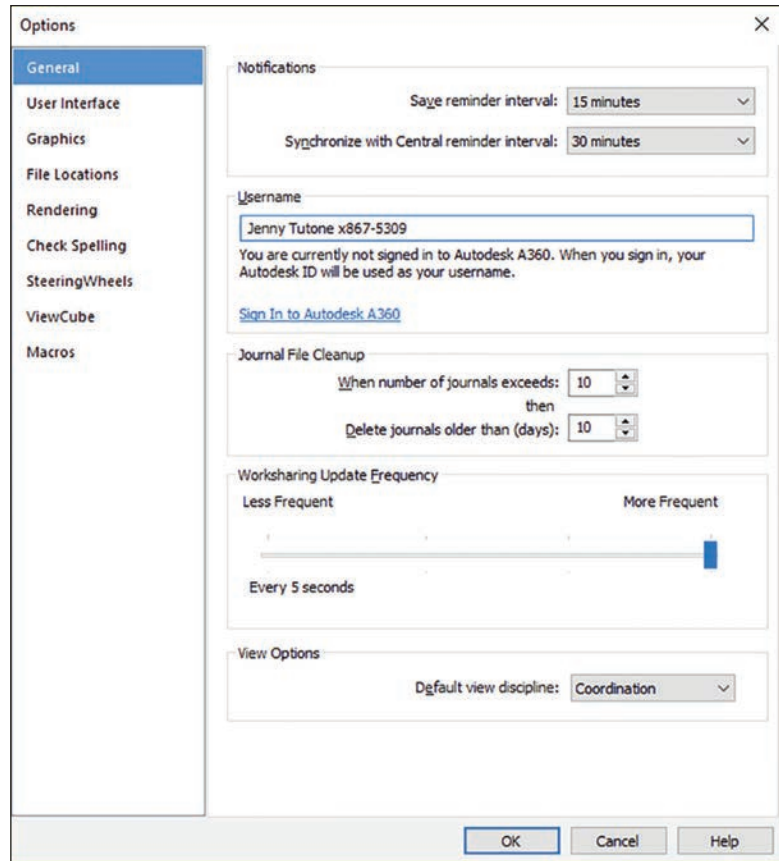 Options
General
User Interface
Graphics
File Locations
Rendering
Check Spelling
SteeringWheels
ViewCube
Macros
Notifications
Save reminder interval: 15 minutes
Synchronize with Central reminder interval: 30 minutes
Username
Jenny Tutone x867-5309
You are currently not signed in to Autodesk A360. When you sign in, your
Autodesk ID will be used as your username.
Sign In to Autodesk A360
Journal File Cleanup
When number of journals exceeds: 10
then
Delete journals older than (days): 10
Worksharing Update Frequency
Less Frequent More Frequent
Every 5 seconds
View Options
Default view discipline: Coordination
OK Cancel Help